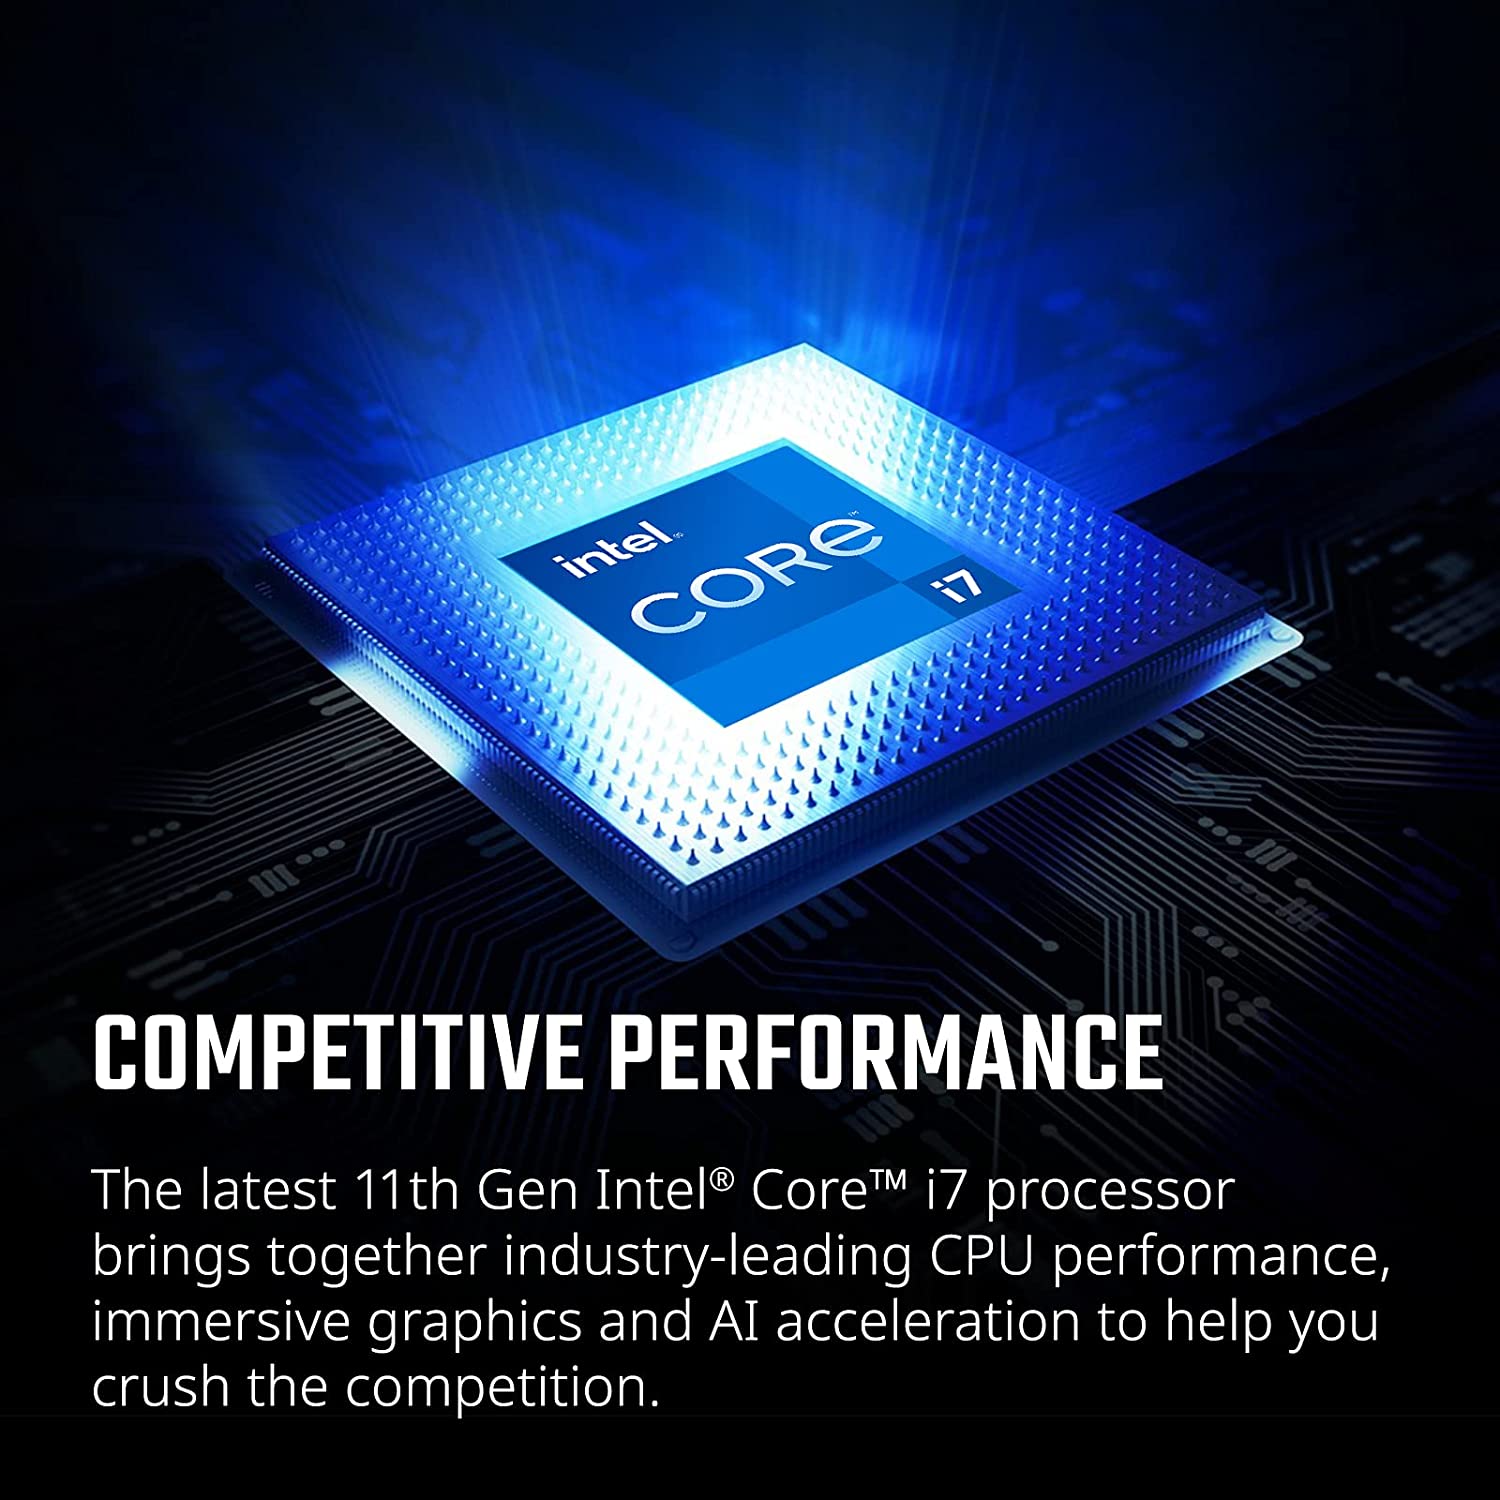 intel®
CORe™
i7
COMPETITIVE PERFORMANCE
The latest 11th Gen Intel® Core™ i7 processor
brings together industry-leading CPU performance,
immersive graphics and AI acceleration to help you
crush the competition.